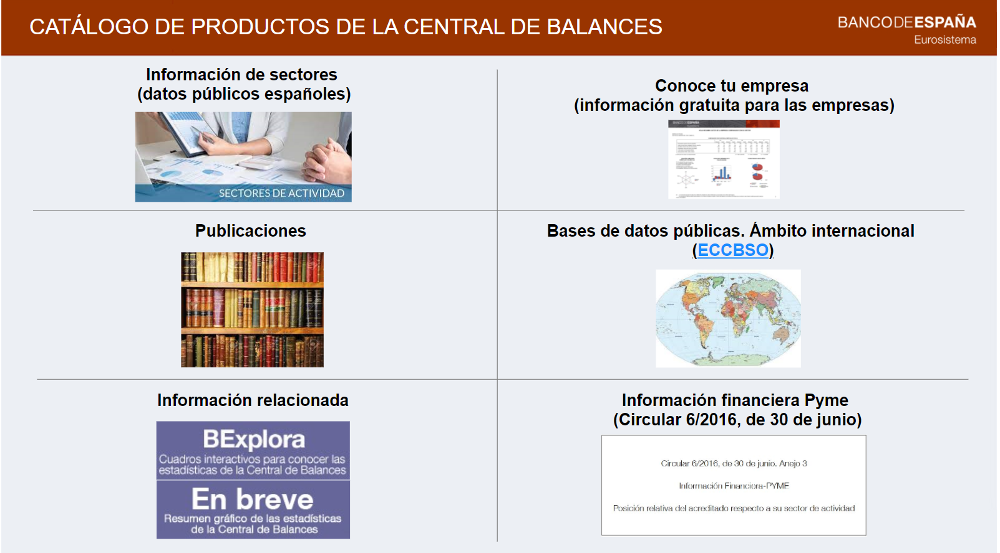 CATÁLOGO DE PRODUCTOS DE LA CENTRAL DE BALANCES
BANCODEESPAÑA
Eurosistema
Información de sectores
(datos públicos españoles)
SECTORES DE ACTIVIDAD
Conoce tu empresa
(información gratuita para las empresas)
BANCODEESPAÑA
Eurosistema
Publicaciones
Bases de datos públicas. Ámbito internacional
(ECCBSO)
Información relacionada
BExplora
Cuadros interactivos para conocer las
estadísticas de la Central de Balances
En breve
Resumen gráfico de las estadísticas
de la Central de Balances
Información financiera Pyme
(Circular 6/2016, de 30 de junio)
Circular 6/2016, de 30 de junio. Anejo 3
Información Financiera-PYME
Posición relativa del acreditado respecto a su sector de actividad